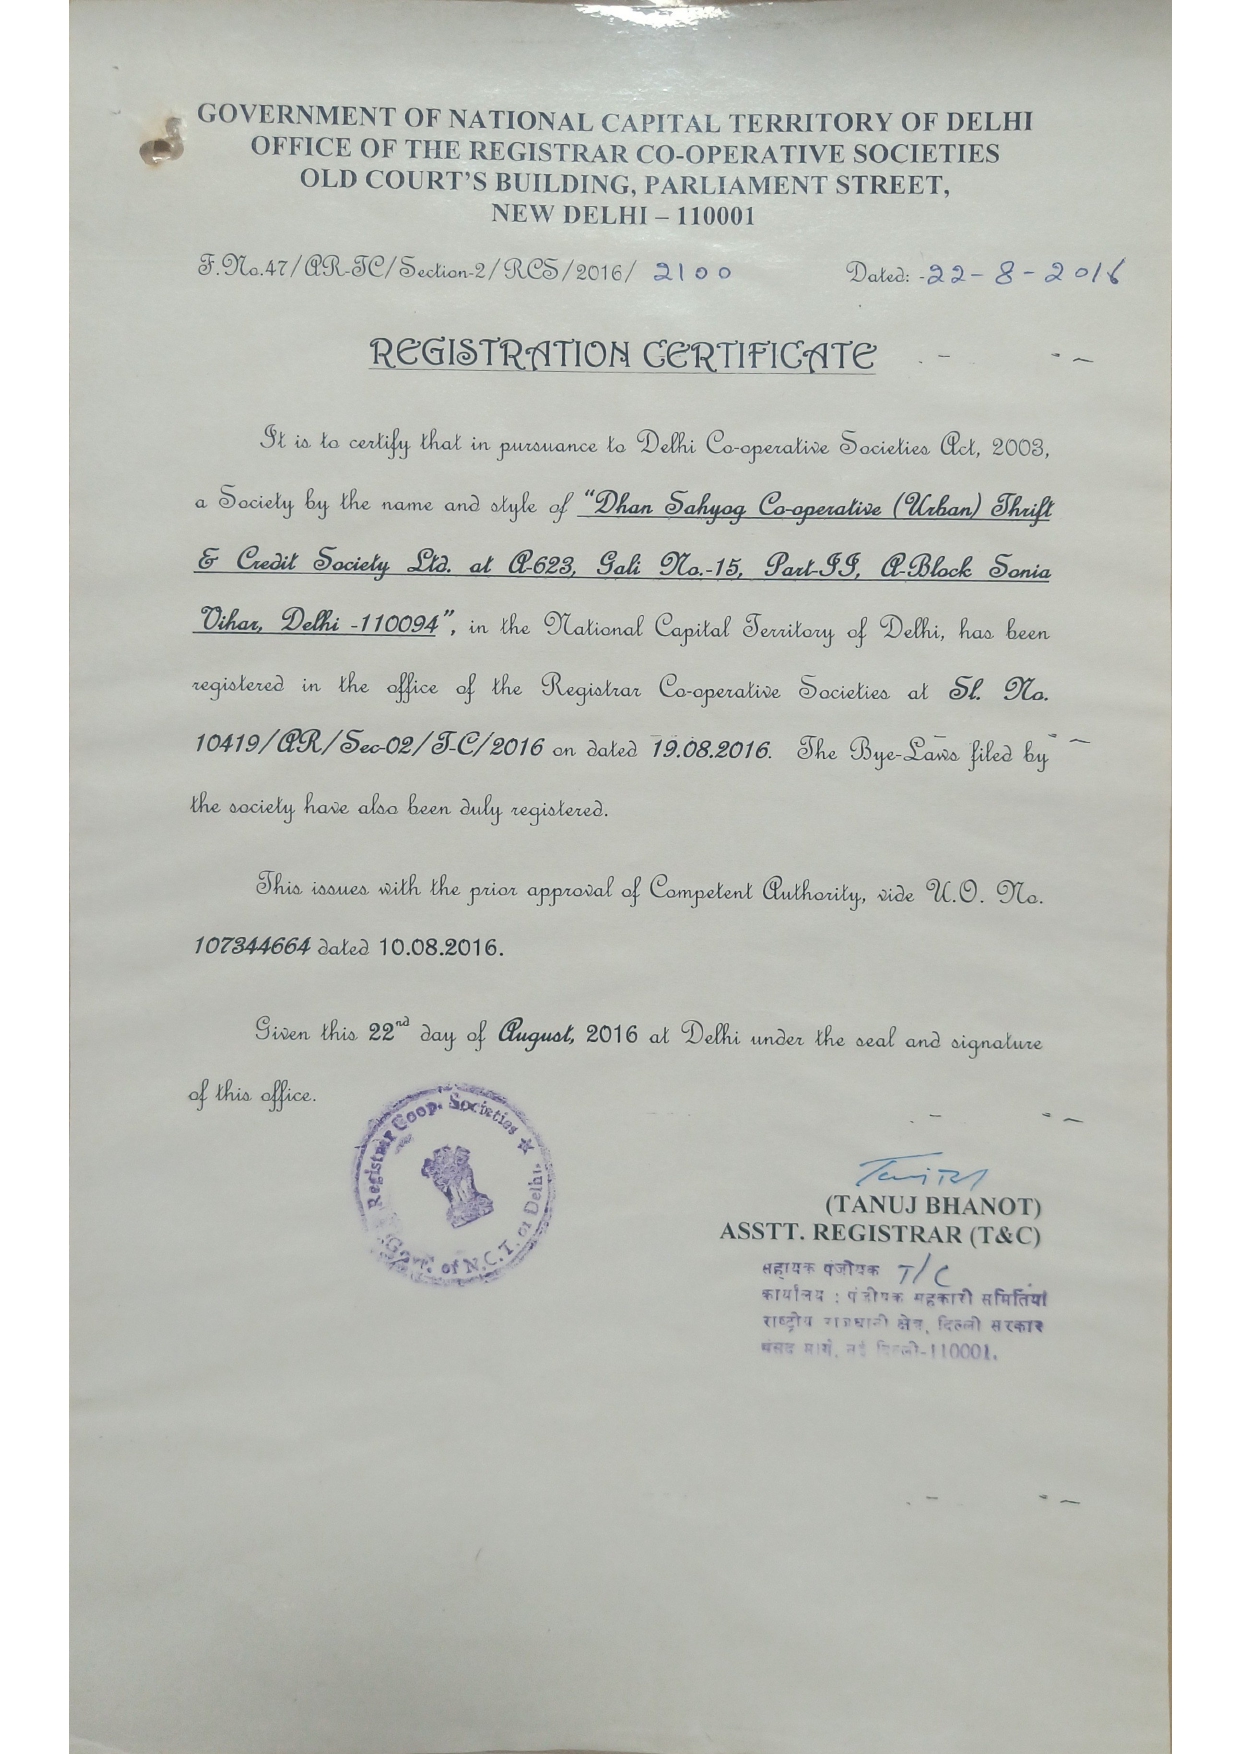 GOVERNMENT OF NATIONAL CAPITAL TERRITORY OF DELHI
OFFICE OF THE REGISTRAR CO-OPERATIVE SOCIETIES
OLD COURT'S BUILDING, PARLIAMENT STREET,
NEW DELHI – 110001
F.No.47/AR-TC/Section-2/RCS/2016/ 2100 Dated: -22-8-2016
REGISTRATION CERTIFICATE
It is to certify that in pursuance to Delhi Co-operative Societies Act, 2003,
a Society by the name and style of "Dhan Sahyog Co-operative (Urban) Thrift
& Credit Society Ltd. at A-623, Gali No.-15, Part-II, A-Block Sonia
Vihar, Delhi -110094", in the National Capital Territory of Delhi, has been
registered in the office of the Registrar Co-operative Societies at Sl. No.
10419/AR/Sec-02/T-C/2016 on dated 19.08.2016. The Bye-Laws filed by
the society have also been duly registered.
This issues with the prior approval of Competent Authority, vide U.O. No.
107344664 dated 10.08.2016.
Given this 22nd day of August, 2016 at Delhi under the seal and signature
of this office.
Registrar Coop. Societies ★
Govt. of N.C.T. of Delhi.
(TANUJ BHANOT)
ASSTT. REGISTRAR (T&C)
सहायक पंजीयक T/C
कार्यालय : पंजीयक सहकारी समितियां
राष्ट्रीय राजधानी क्षेत्र, दिल्ली सरकार
संसद मार्ग, नई दिल्ली-110001.